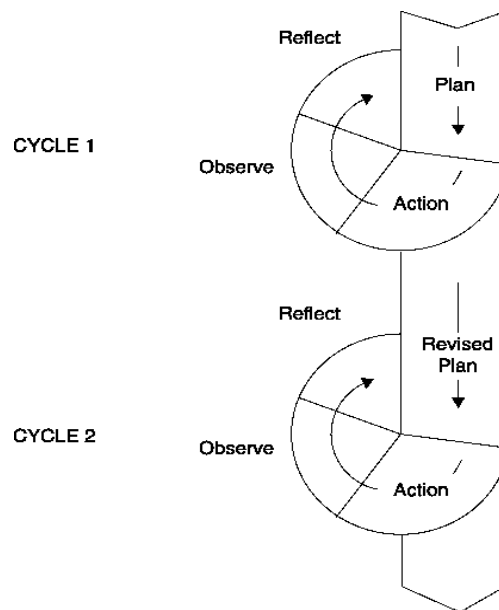 Reflect
Plan
CYCLE 1
Observe
Action
Reflect
Revised
Plan
CYCLE 2
Observe
Action